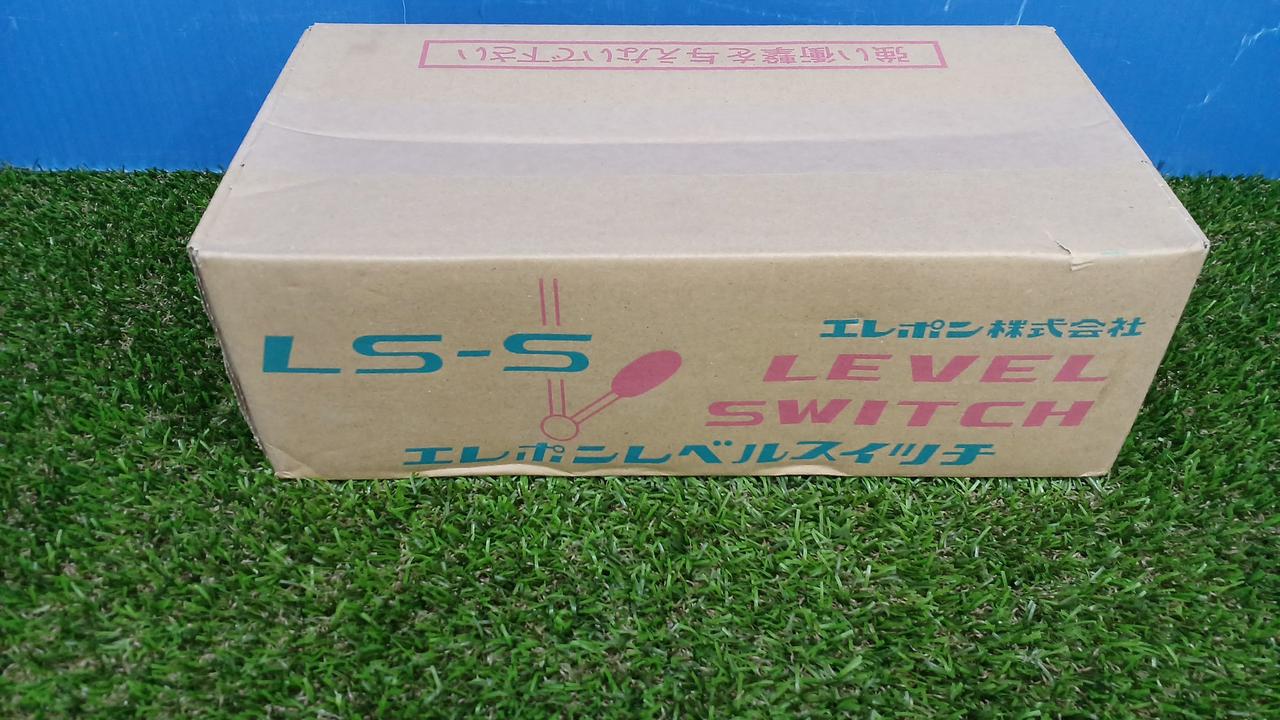 強い衝撃を与えないで下さい
LS-S
エレポン株式会社
LEVEL
SWITCH
エレポンレベルスイッチ